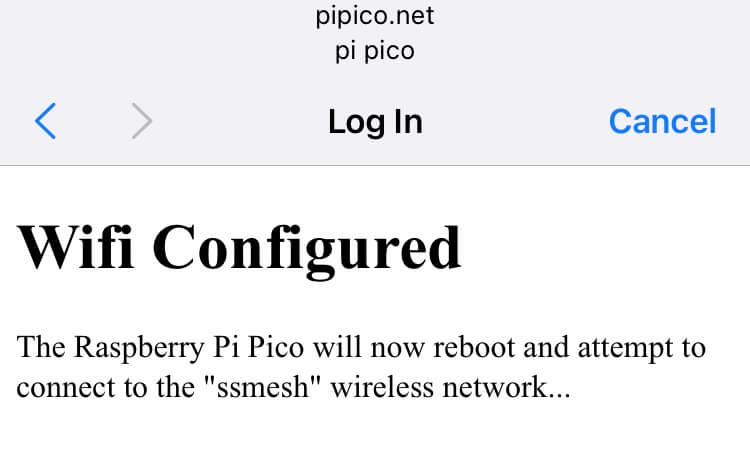 pipico.net
pi pico
Log In
Cancel
Wifi Configured
The Raspberry Pi Pico will now reboot and attempt to
connect to the "ssmesh" wireless network...